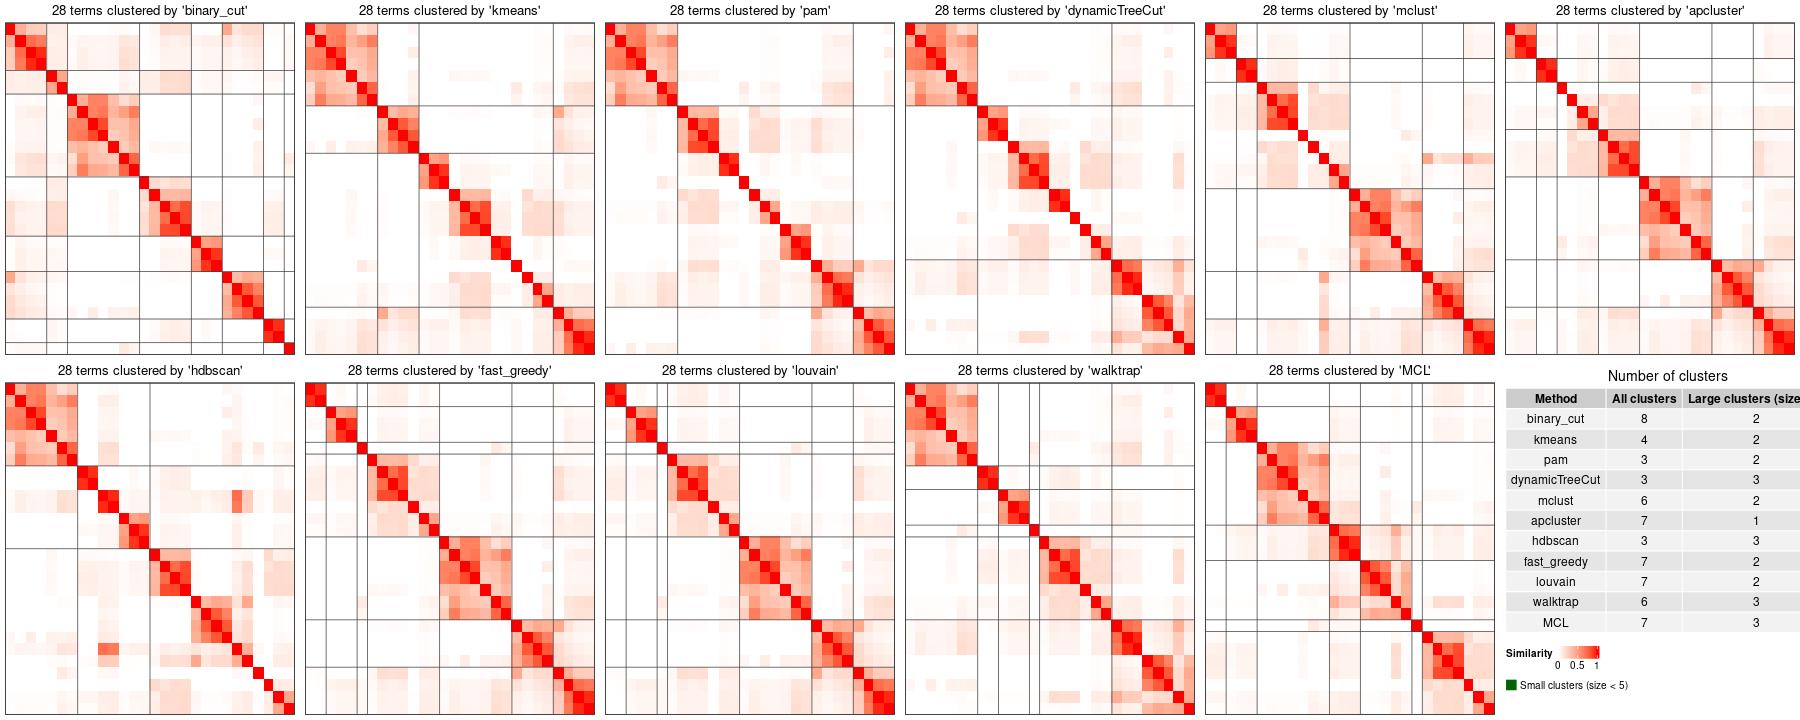 28 terms clustered by 'binary_cut'
28 terms clustered by 'kmeans'
28 terms clustered by 'pam'
28 terms clustered by 'dynamicTreeCut'
28 terms clustered by 'mclust'
28 terms clustered by 'apcluster'
28 terms clustered by 'hdbscan'
28 terms clustered by 'fast_greedy'
28 terms clustered by 'louvain'
28 terms clustered by 'walktrap'
28 terms clustered by 'MCL'
Number of clusters
Method All clusters Large clusters (size
binary_cut 8 2
kmeans 4 2
pam 3 2
dynamicTreeCut 3 3
mclust 6 2
apcluster 7 1
hdbscan 3 3
fast_greedy 7 2
louvain 7 2
walktrap 6 3
MCL 7 3
Similarity
0 0.5 1
Small clusters (size < 5)